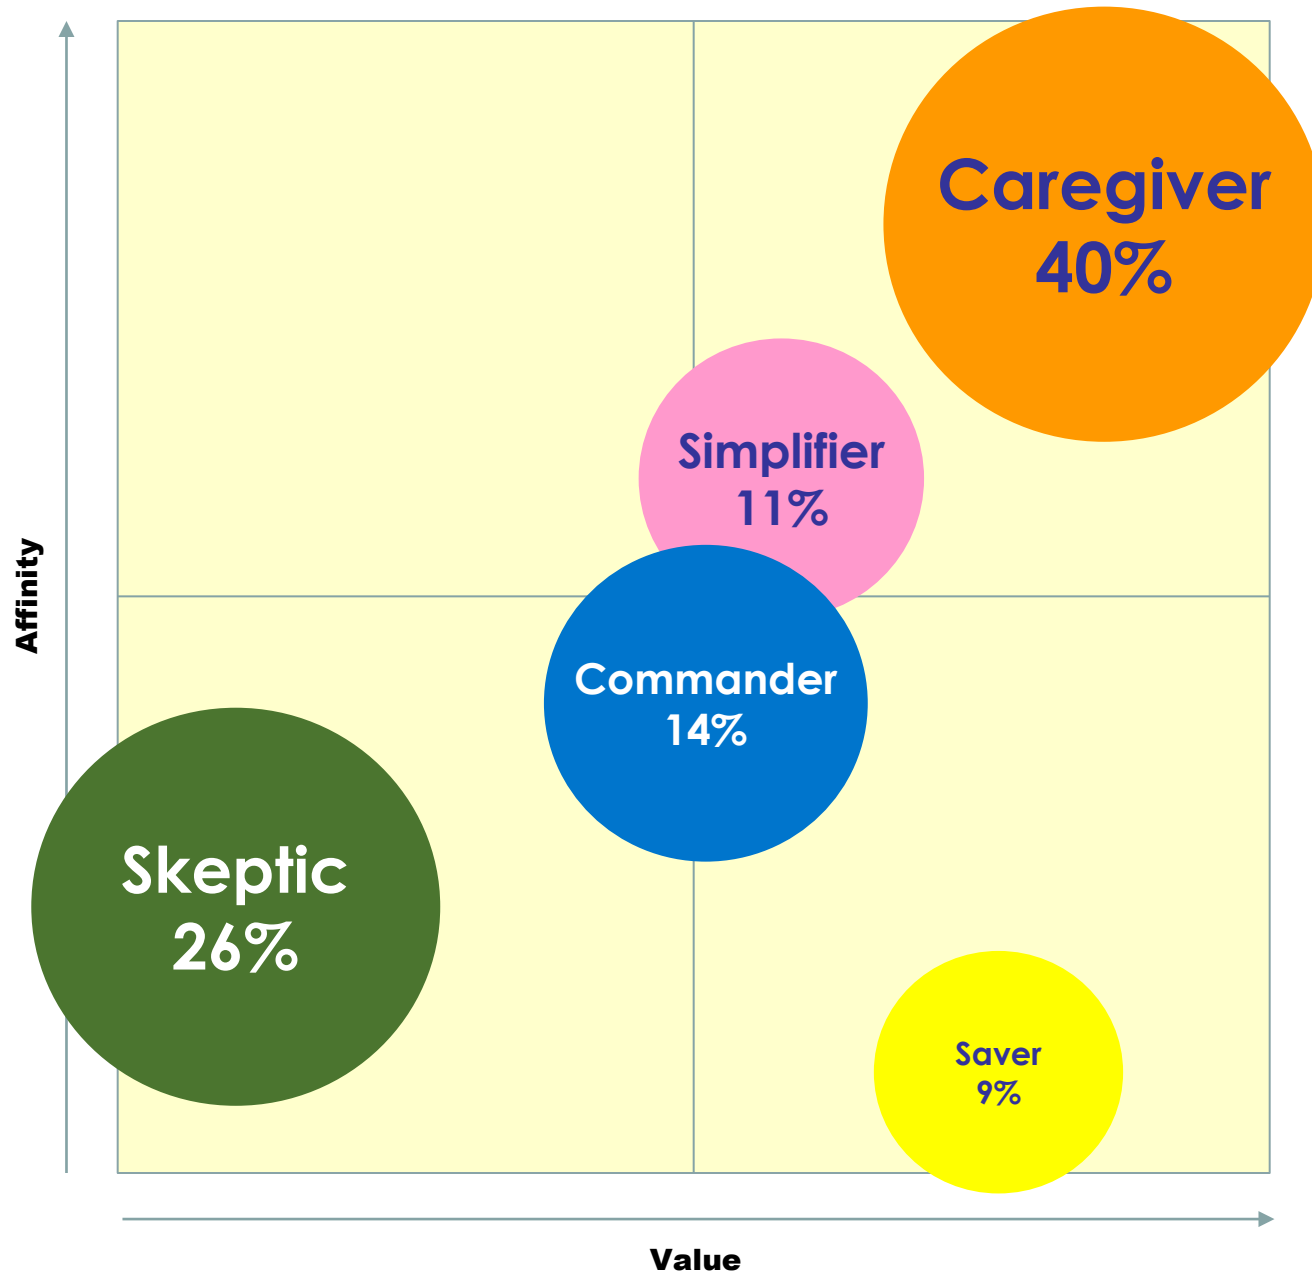 Caregiver
40%
Simplifier
11%
Affinity
Commander
14%
Skeptic
26%
Saver
9%
Value